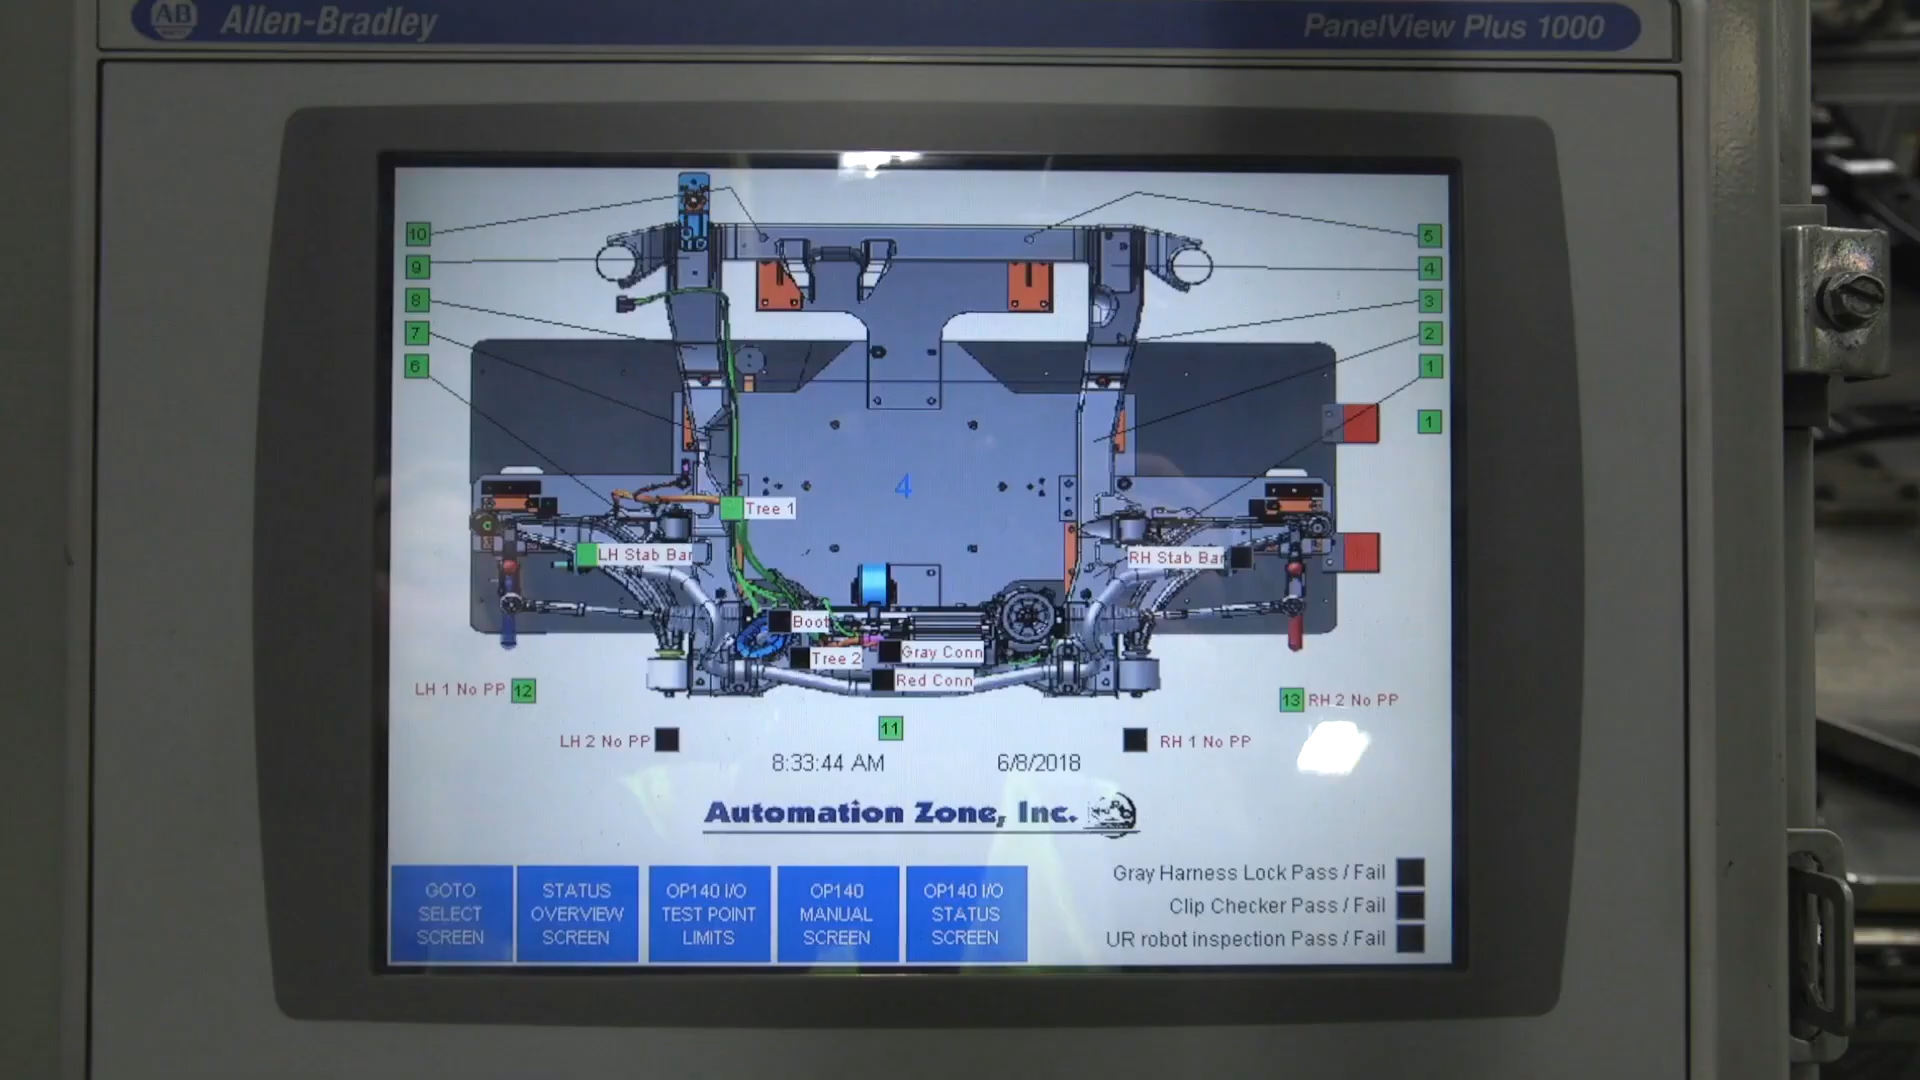 AB Allen-Bradley
PanelView Plus 1000
10
9
8
7
6
5
4
3
2
1
1
4
Tree 1
LH Stab Bar
RH Stab Bar
Boot
Tree 2
Gray Conn
Red Conn
LH 1 No PP 12
13 RH 2 No PP
LH 2 No PP
11
RH 1 No PP
8:33:44 AM
6/8/2018
Automation Zone, Inc.
GOTO
SELECT
SCREEN
STATUS
OVERVIEW
SCREEN
OP140 I/O
TEST POINT
LIMITS
OP140
MANUAL
SCREEN
OP140 I/O
STATUS
SCREEN
Gray Harness Lock Pass / Fail
Clip Checker Pass / Fail
UR robot inspection Pass / Fail